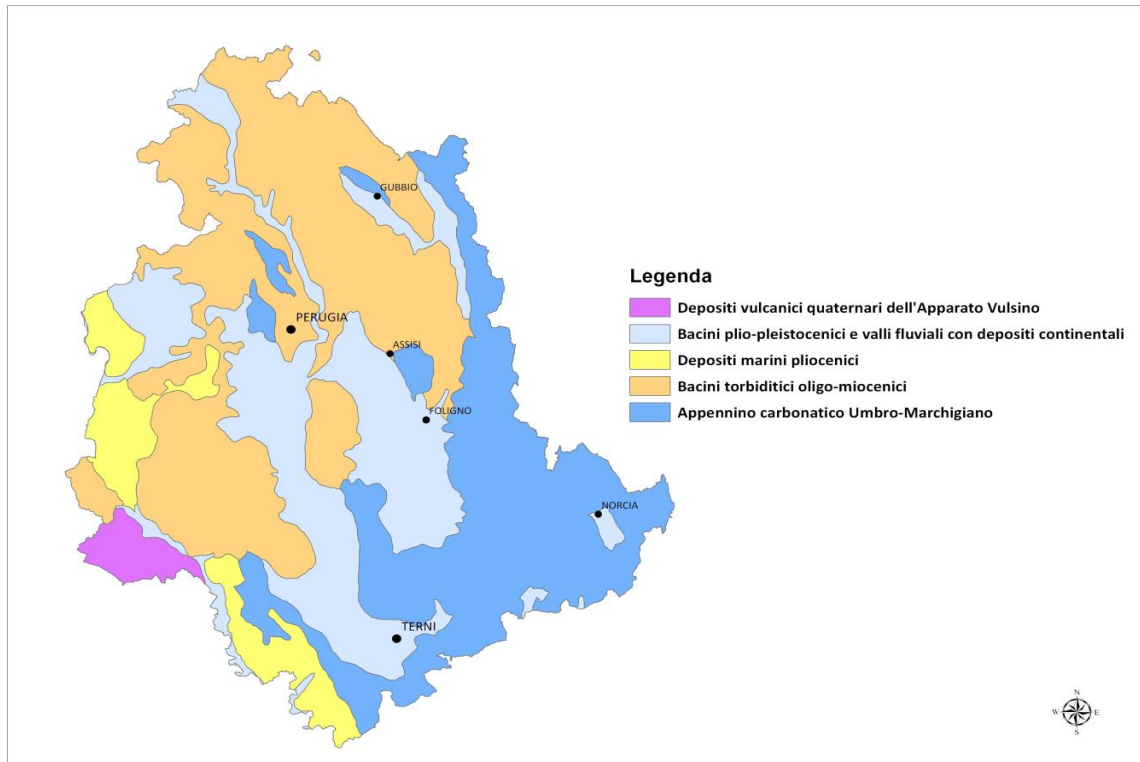 GUBBIO
PERUGIA
ASSISI
FOLIGNO
NORCIA
TERNI
Legenda
Depositi vulcanici quaternari dell'Apparato Vulsino
Bacini plio-pleistocenici e valli fluviali con depositi continentali
Depositi marini pliocenici
Bacini torbiditici oligo-miocenici
Appennino carbonatico Umbro-Marchigiano
N
W E
S